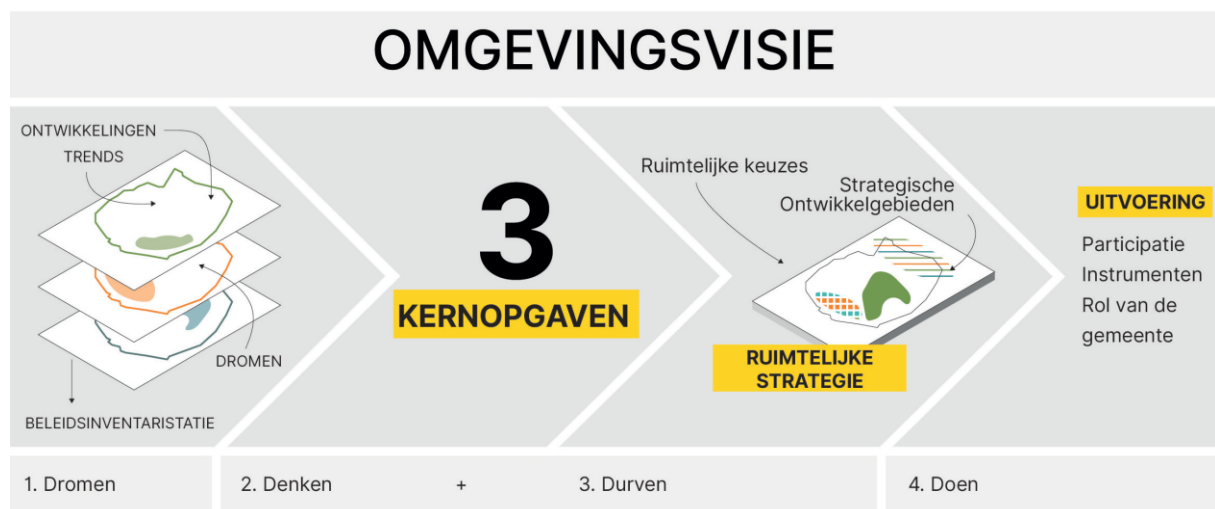 OMGEVINGSVISIE
ONTWIKKELINGEN
TRENDS
DROMEN
BELEIDSINVENTARISTATIE
3
KERNOPGAVEN
Ruimtelijke keuzes
Strategische
Ontwikkelgebieden
RUIMTELIJKE
STRATEGIE
UITVOERING
Participatie
Instrumenten
Rol van de
gemeente
1. Dromen
2. Denken + 3. Durven
4. Doen